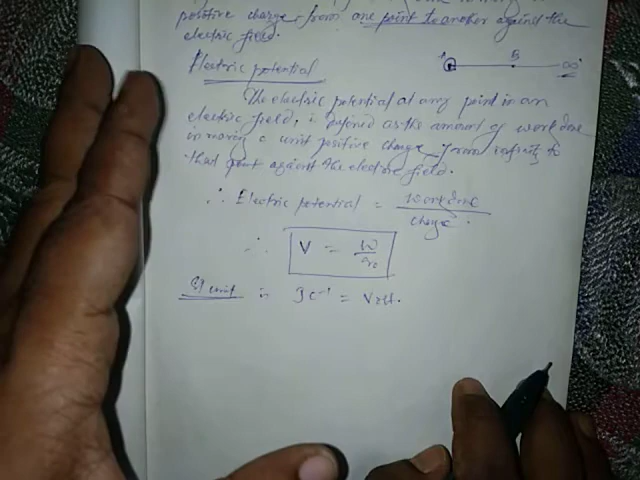 positive charge from one point to another against the
electric field.
+ B ∞
Electric potential
The electric potential at any point in an
electric field, is defined as the amount of work done
in moving a unit positive charge from infinity to
that point against the electric field.
∴ Electric potential = work done / charge.
∴ V = W / q₀
SI unit is JC⁻¹ = Volt.